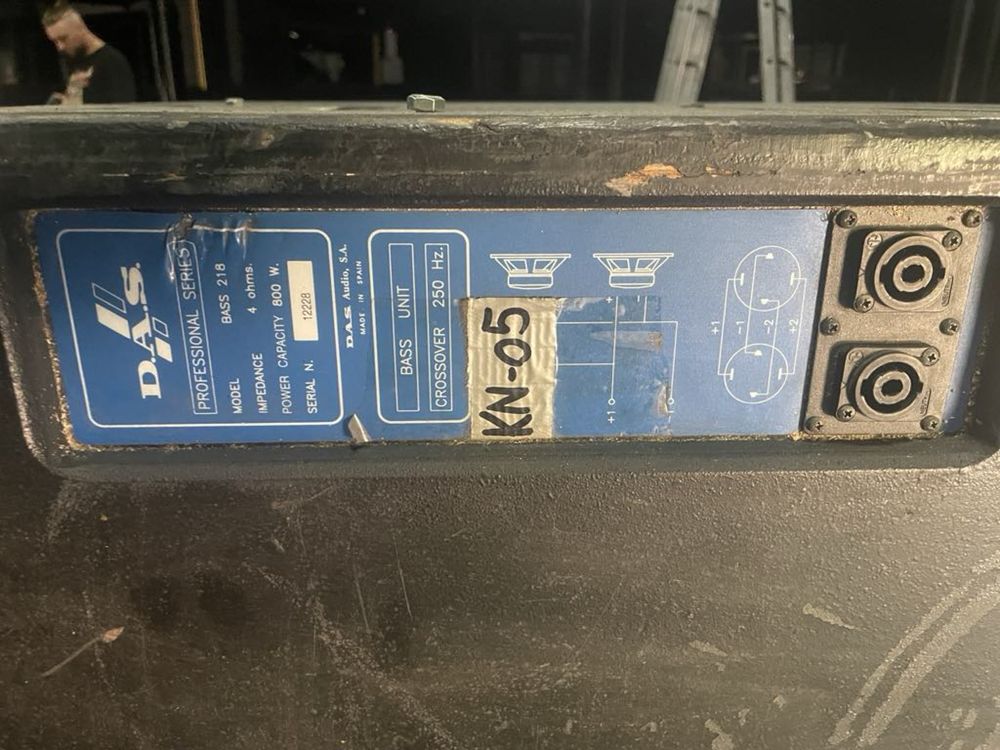 D.A.S.
PROFESSIONAL SERIES
MODEL BASS 218
IMPEDANCE 4 ohms.
POWER CAPACITY 800 W.
SERIAL N. 12228
D.A.S. Audio, S.A.
MADE IN SPAIN
BASS UNIT
CROSSOVER 250 Hz.
KN-05
+
+1
+1
-1
-2
+2